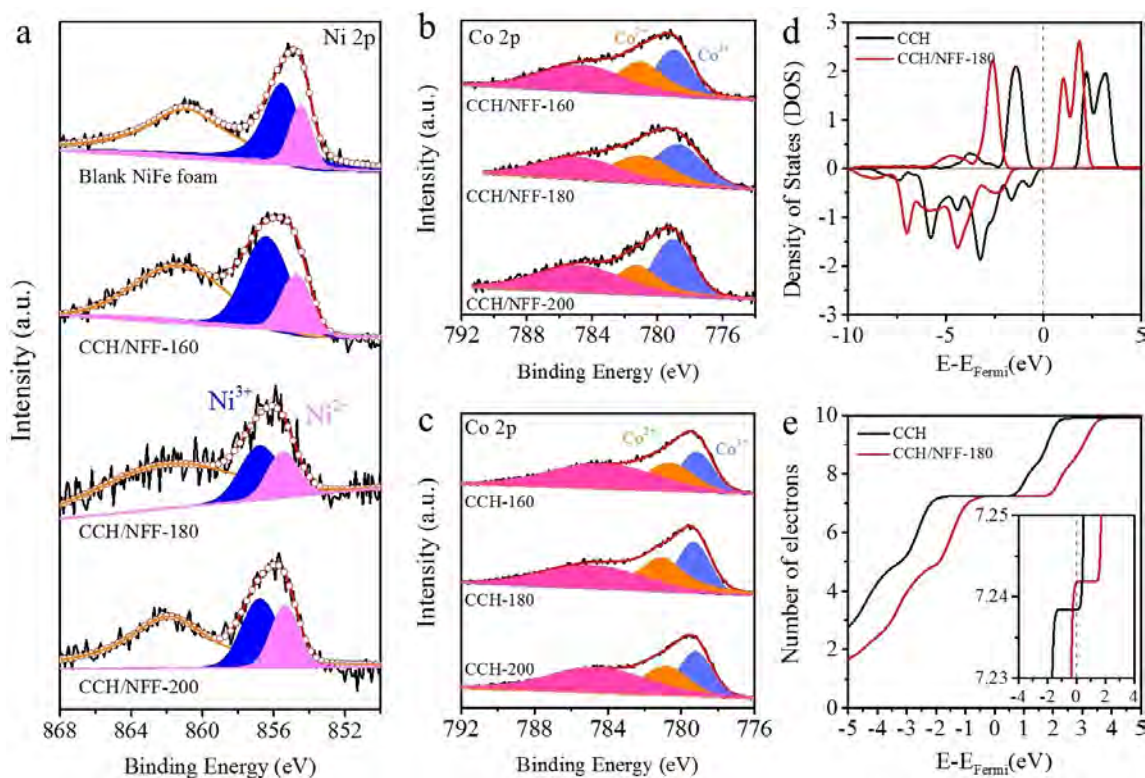 a
Ni 2p
Blank NiFe foam
CCH/NFF-160
Ni3+
Ni2-
CCH/NFF-180
CCH/NFF-200
868 864 860 856 852
Binding Energy (eV)
Intensity (a.u.)
b
Co 2p
CCH/NFF-160
CCH/NFF-180
CCH/NFF-200
792 788 784 780 776
Binding Energy (eV)
Intensity (a.u.)
c
Co 2p
Co2+
Co3+
CCH-160
CCH-180
CCH-200
792 788 784 780 776
Binding Energy (eV)
Intensity (a.u.)
d
CCH
CCH/NFF-180
3
2
1
0
-1
-2
-3
-10 -5 0 5
E-EFermi(eV)
Density of States (DOS)
e
CCH
CCH/NFF-180
10
8
6
4
2
0
7,25
7,24
7,23
-4 -2 0 2 4
-5 -4 -3 -2 -1 0 1 2 3 4 5
E-EFermi(eV)
Number of electrons